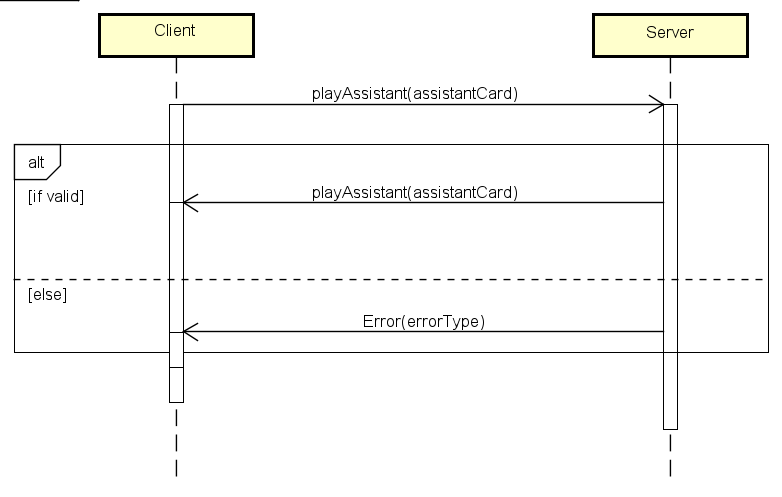 Client
Server
playAssistant(assistantCard)
alt
[if valid]
playAssistant(assistantCard)
[else]
Error(errorType)